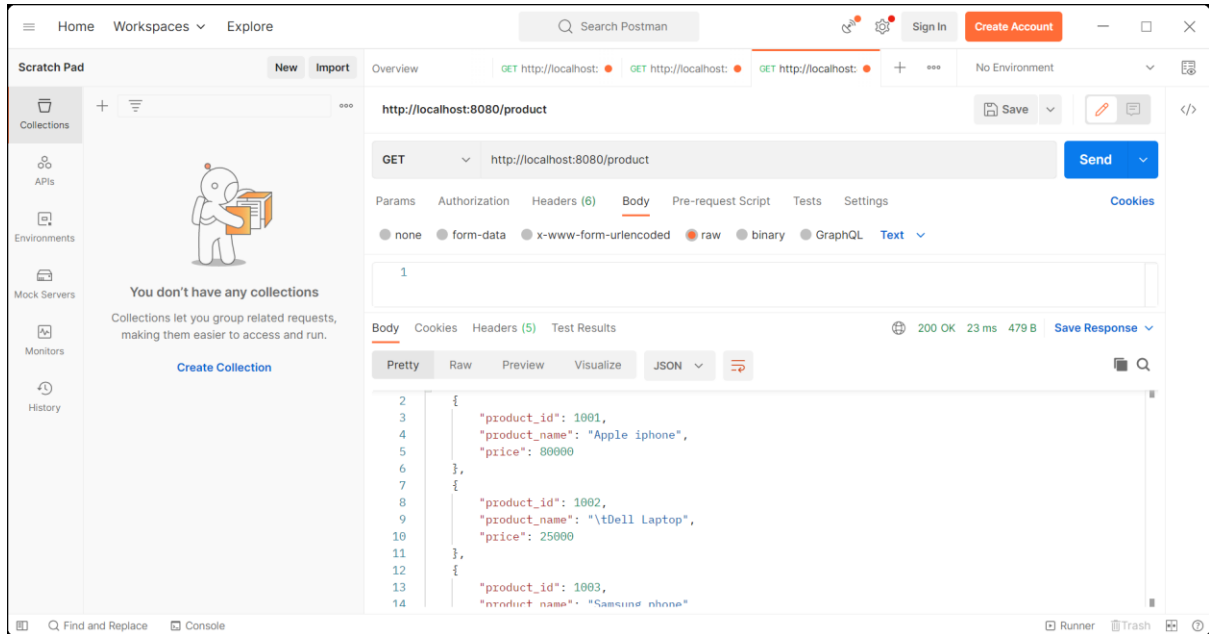 Home Workspaces Explore Search Postman Sign In Create Account
Scratch Pad New Import Overview GET http://localhost: GET http://localhost: GET http://localhost: + ooo No Environment
Collections + ooo http://localhost:8080/product Save </>
APIs
Environments
Mock Servers
Monitors
History
You don't have any collections
Collections let you group related requests,
making them easier to access and run.
Create Collection
GET http://localhost:8080/product Send
Params Authorization Headers (6) Body Pre-request Script Tests Settings Cookies
none form-data x-www-form-urlencoded raw binary GraphQL Text
1
Body Cookies Headers (5) Test Results 200 OK 23 ms 479 B Save Response
Pretty Raw Preview Visualize JSON
2 {
3 "product_id": 1001,
4 "product_name": "Apple iphone",
5 "price": 80000
6 },
7 {
8 "product_id": 1002,
9 "product_name": "\tDell Laptop",
10 "price": 25000
11 },
12 {
13 "product_id": 1003,
14 "product_name": "Samsung phone"
Find and Replace Console Runner Trash